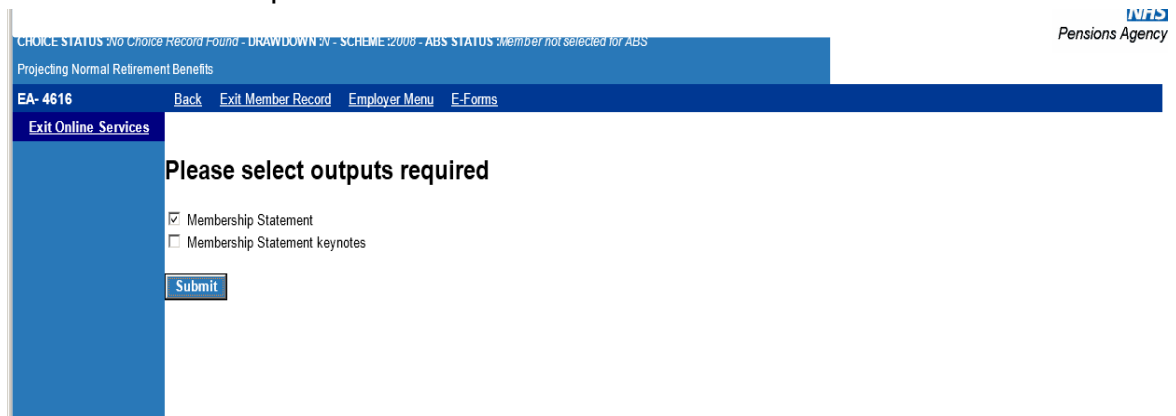 NHS
Pensions Agency
CHOICE STATUS :No Choice Record Found - DRAWDOWN :N - SCHEME :2008 - ABS STATUS :Member not selected for ABS
Projecting Normal Retirement Benefits
EA- 4616 Back Exit Member Record Employer Menu E-Forms
Exit Online Services
Please select outputs required
Membership Statement
Membership Statement keynotes
Submit